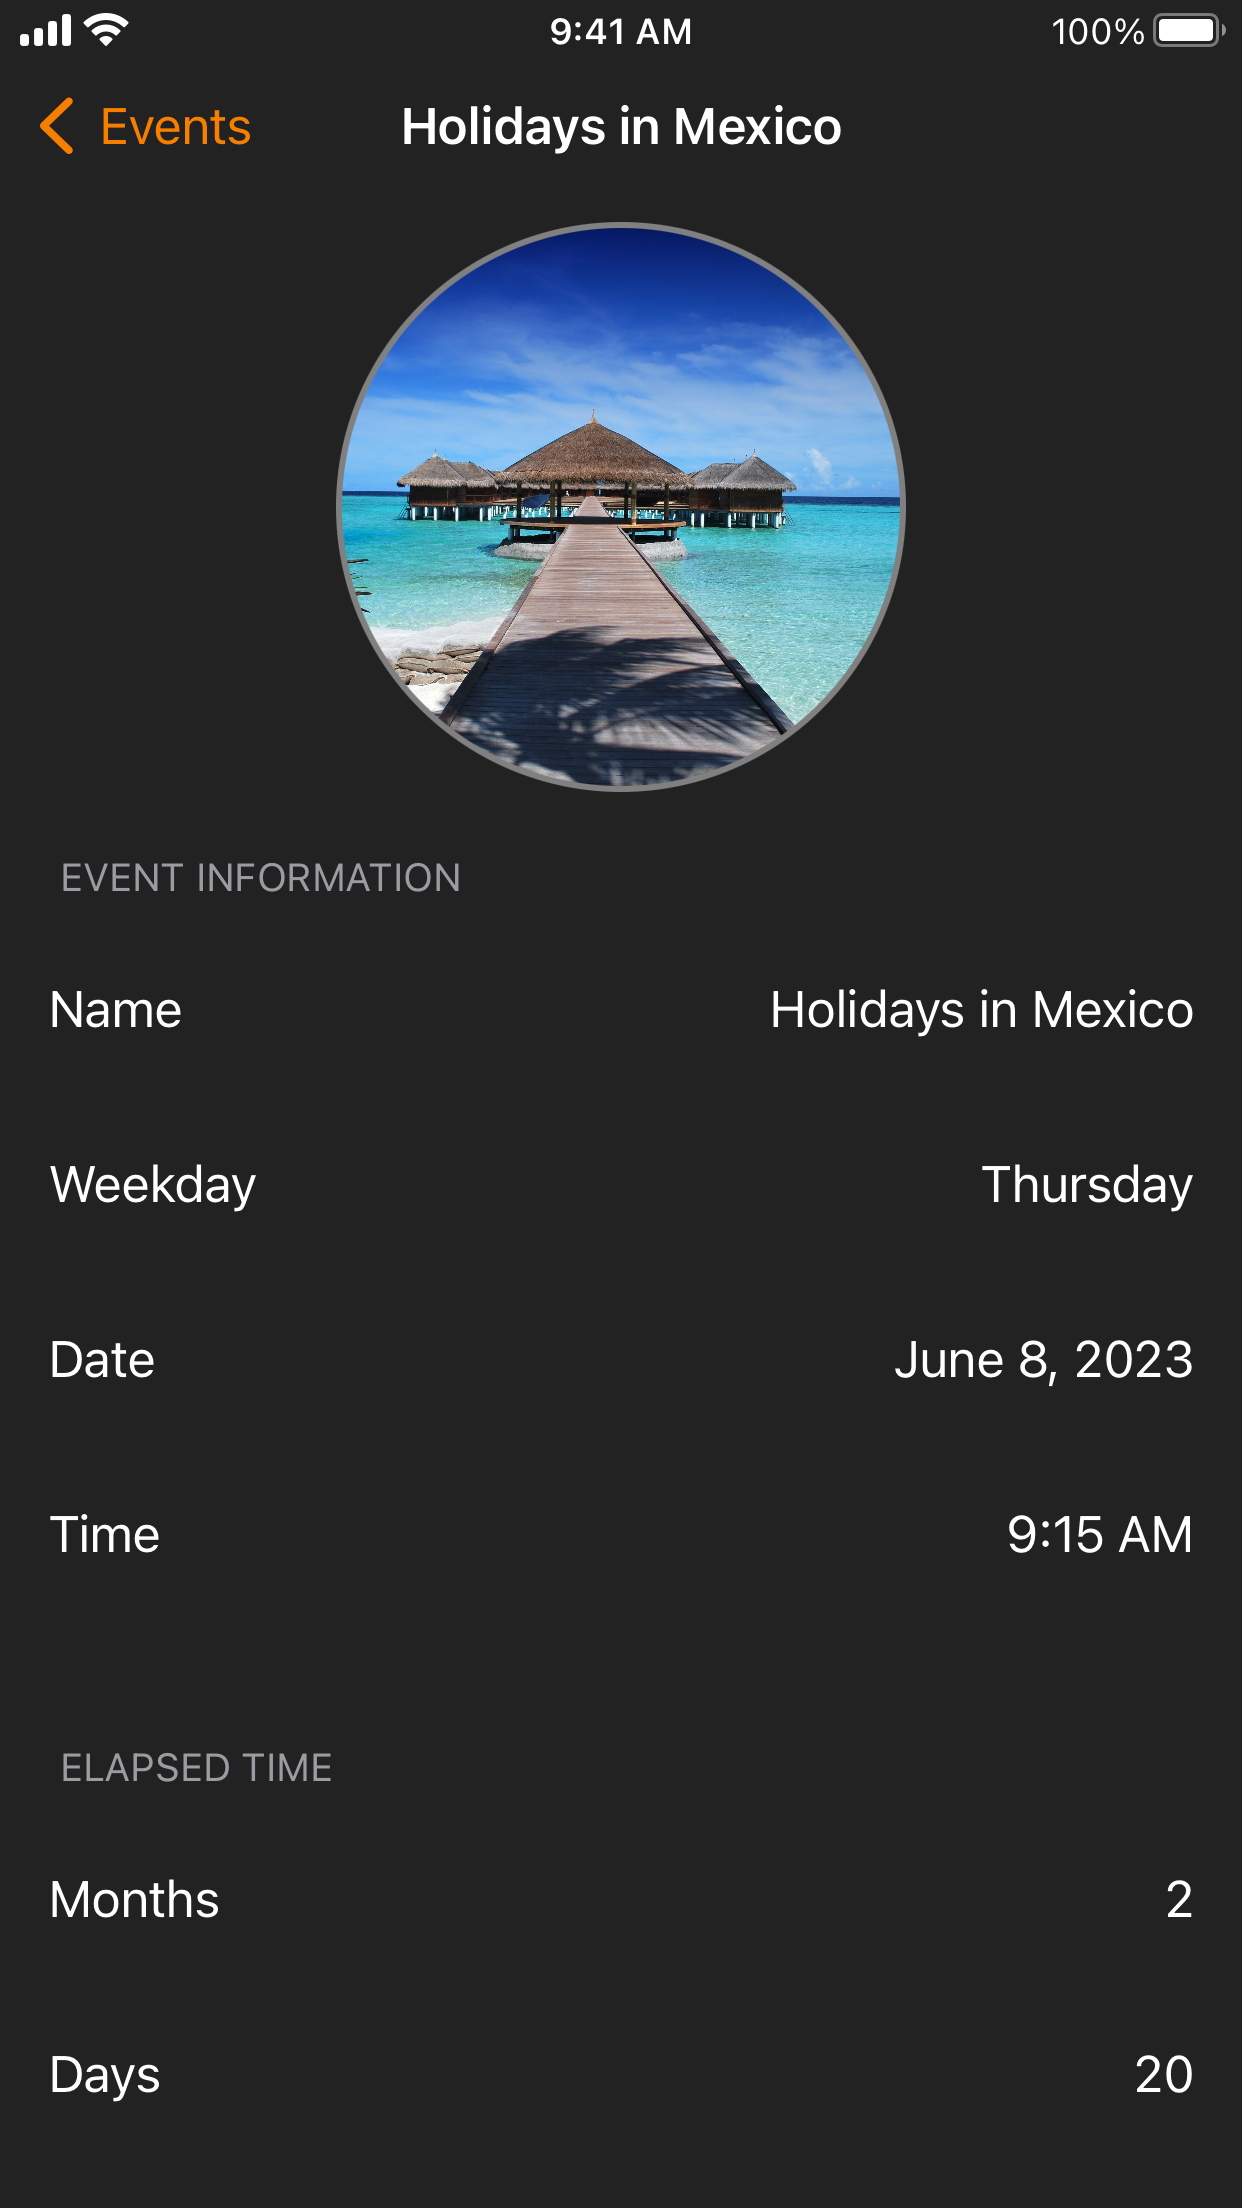 9:41 AM
100%
Events
Holidays in Mexico
EVENT INFORMATION
Name Holidays in Mexico
Weekday Thursday
Date June 8, 2023
Time 9:15 AM
ELAPSED TIME
Months 2
Days 20